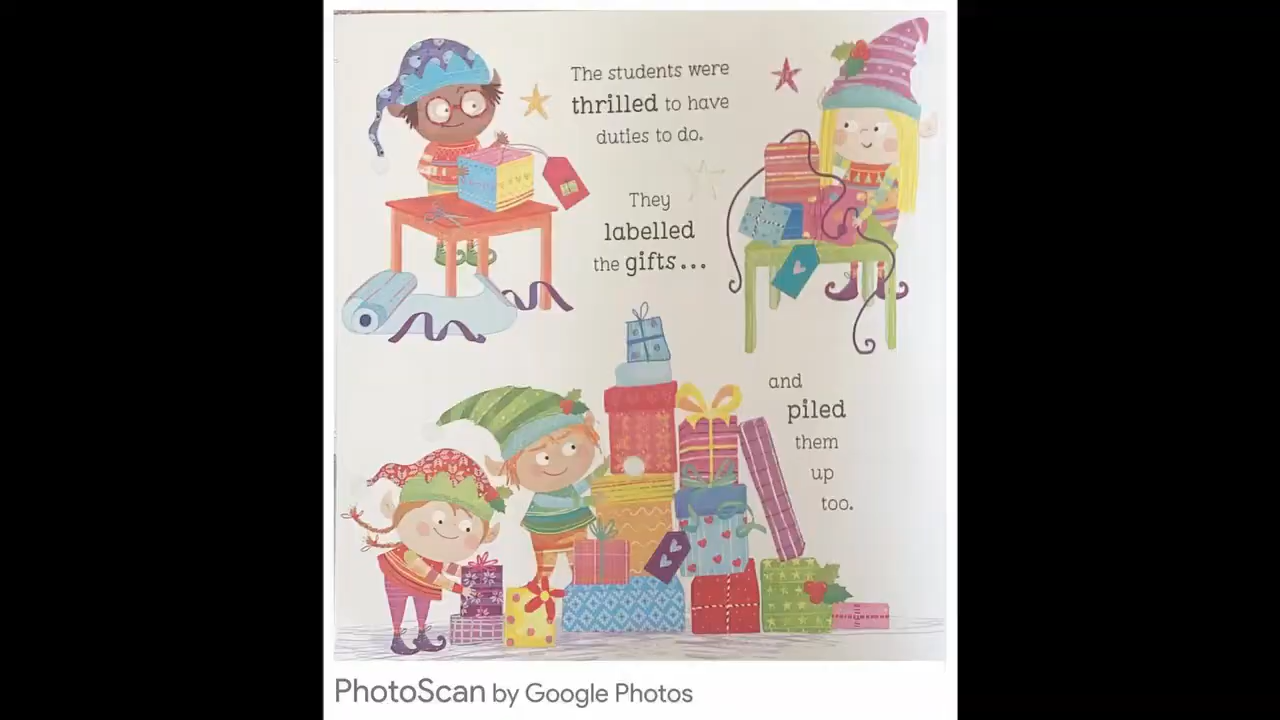 The students were
thrilled to have
duties to do.
They
labelled
the gifts...
and
piled
them
up
too.
PhotoScan by Google Photos